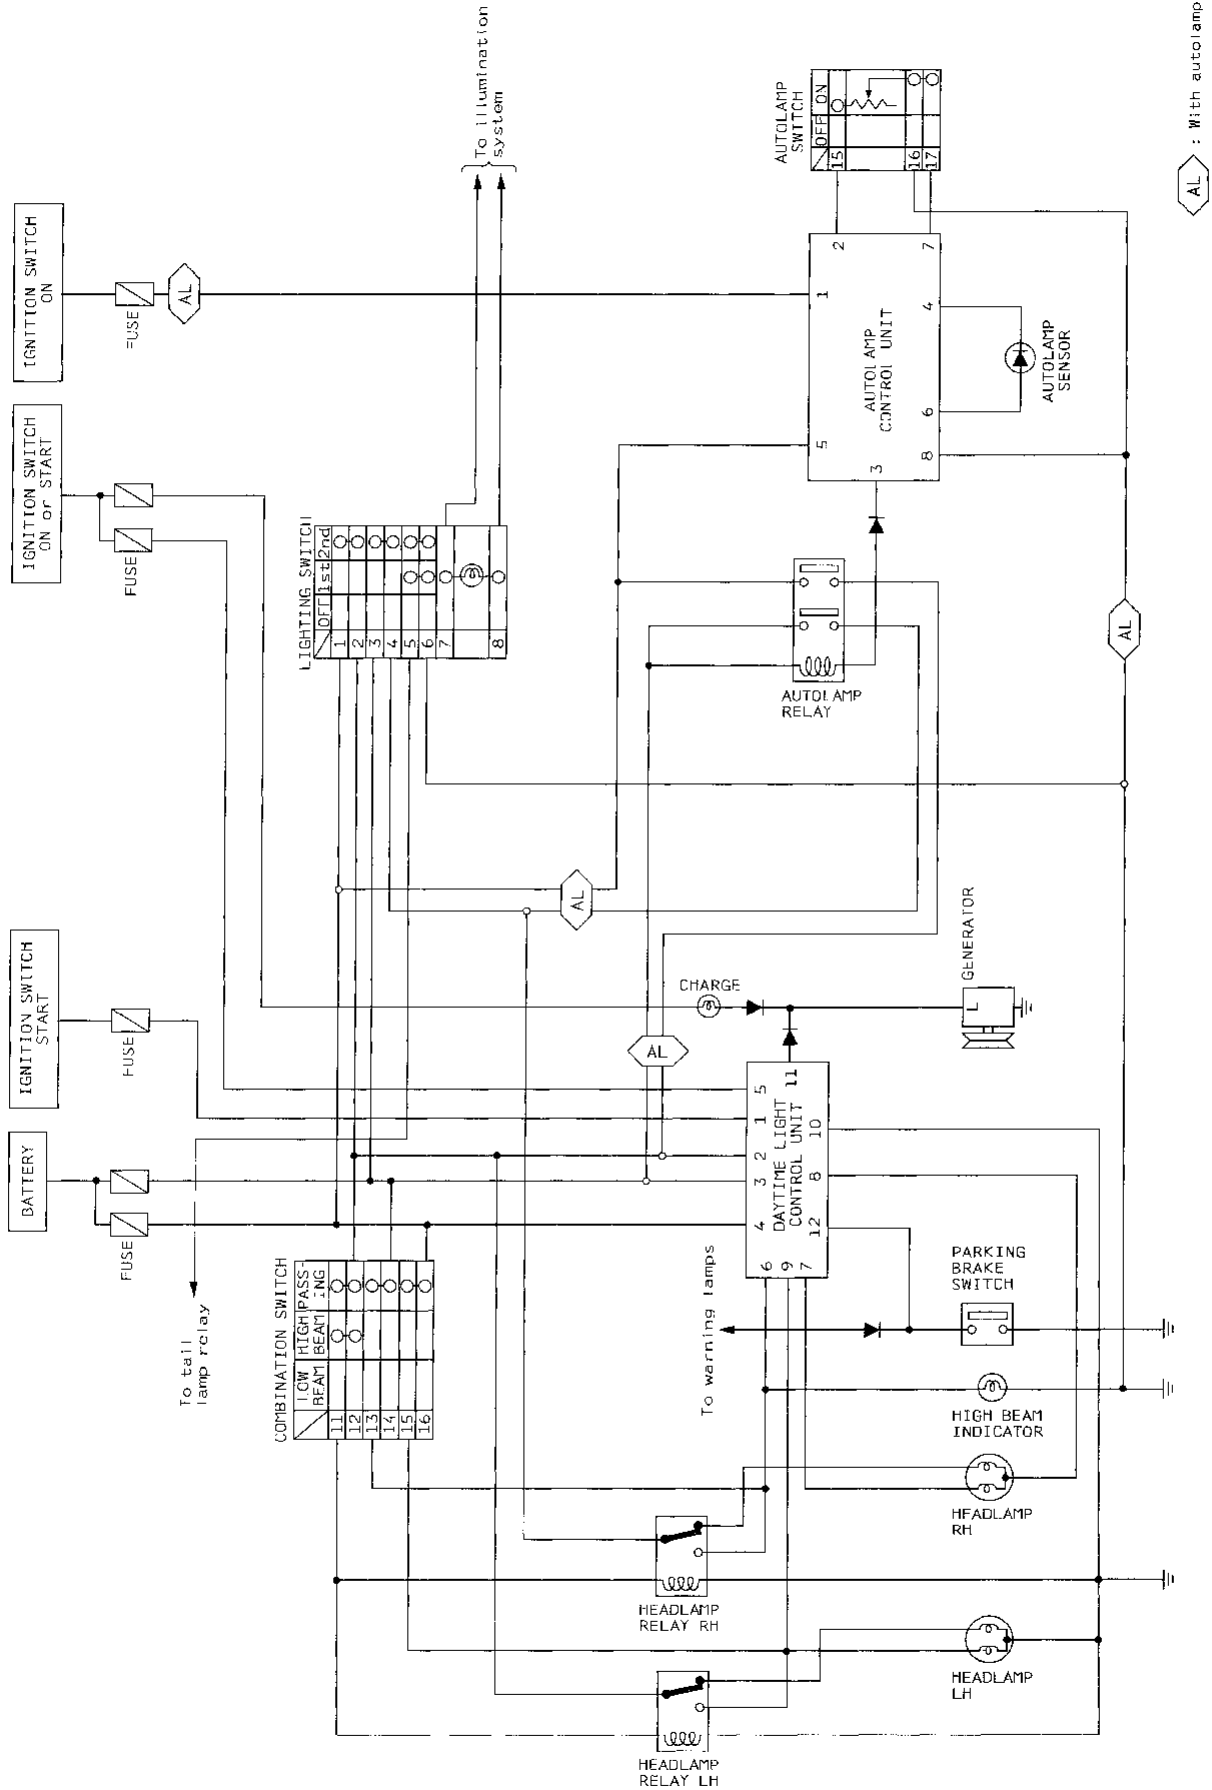 BATTERY
FUSE
IGNITION SWITCH
START
FUSE
IGNITION SWITCH
ON or START
FUSE
IGNITION SWITCH
ON
FUSE
AL
To tail
lamp relay
COMBINATION SWITCH
LOW
BEAM
HIGH
BEAM
PASS-
ING
11
12
13
14
15
16
LIGHTING SWITCH
OFF
1st
2nd
1
2
3
4
5
6
7
8
To illumination
system
AL
AL
CHARGE
GENERATOR
L
DAYTIME LIGHT
CONTROL UNIT
4
3
2
1
5
6
9
7
12
8
10
11
To warning lamps
PARKING
BRAKE
SWITCH
HIGH BEAM
INDICATOR
HEADLAMP
RH
HEADLAMP
RELAY RH
HEADLAMP
LH
HEADLAMP
RELAY LH
AUTOLAMP
RELAY
AUTOLAMP
CONTROL UNIT
5
1
3
2
8
6
4
7
AUTOLAMP
SENSOR
AUTOLAMP
SWITCH
OFF
ON
15
16
17
AL
AL : With autolamp